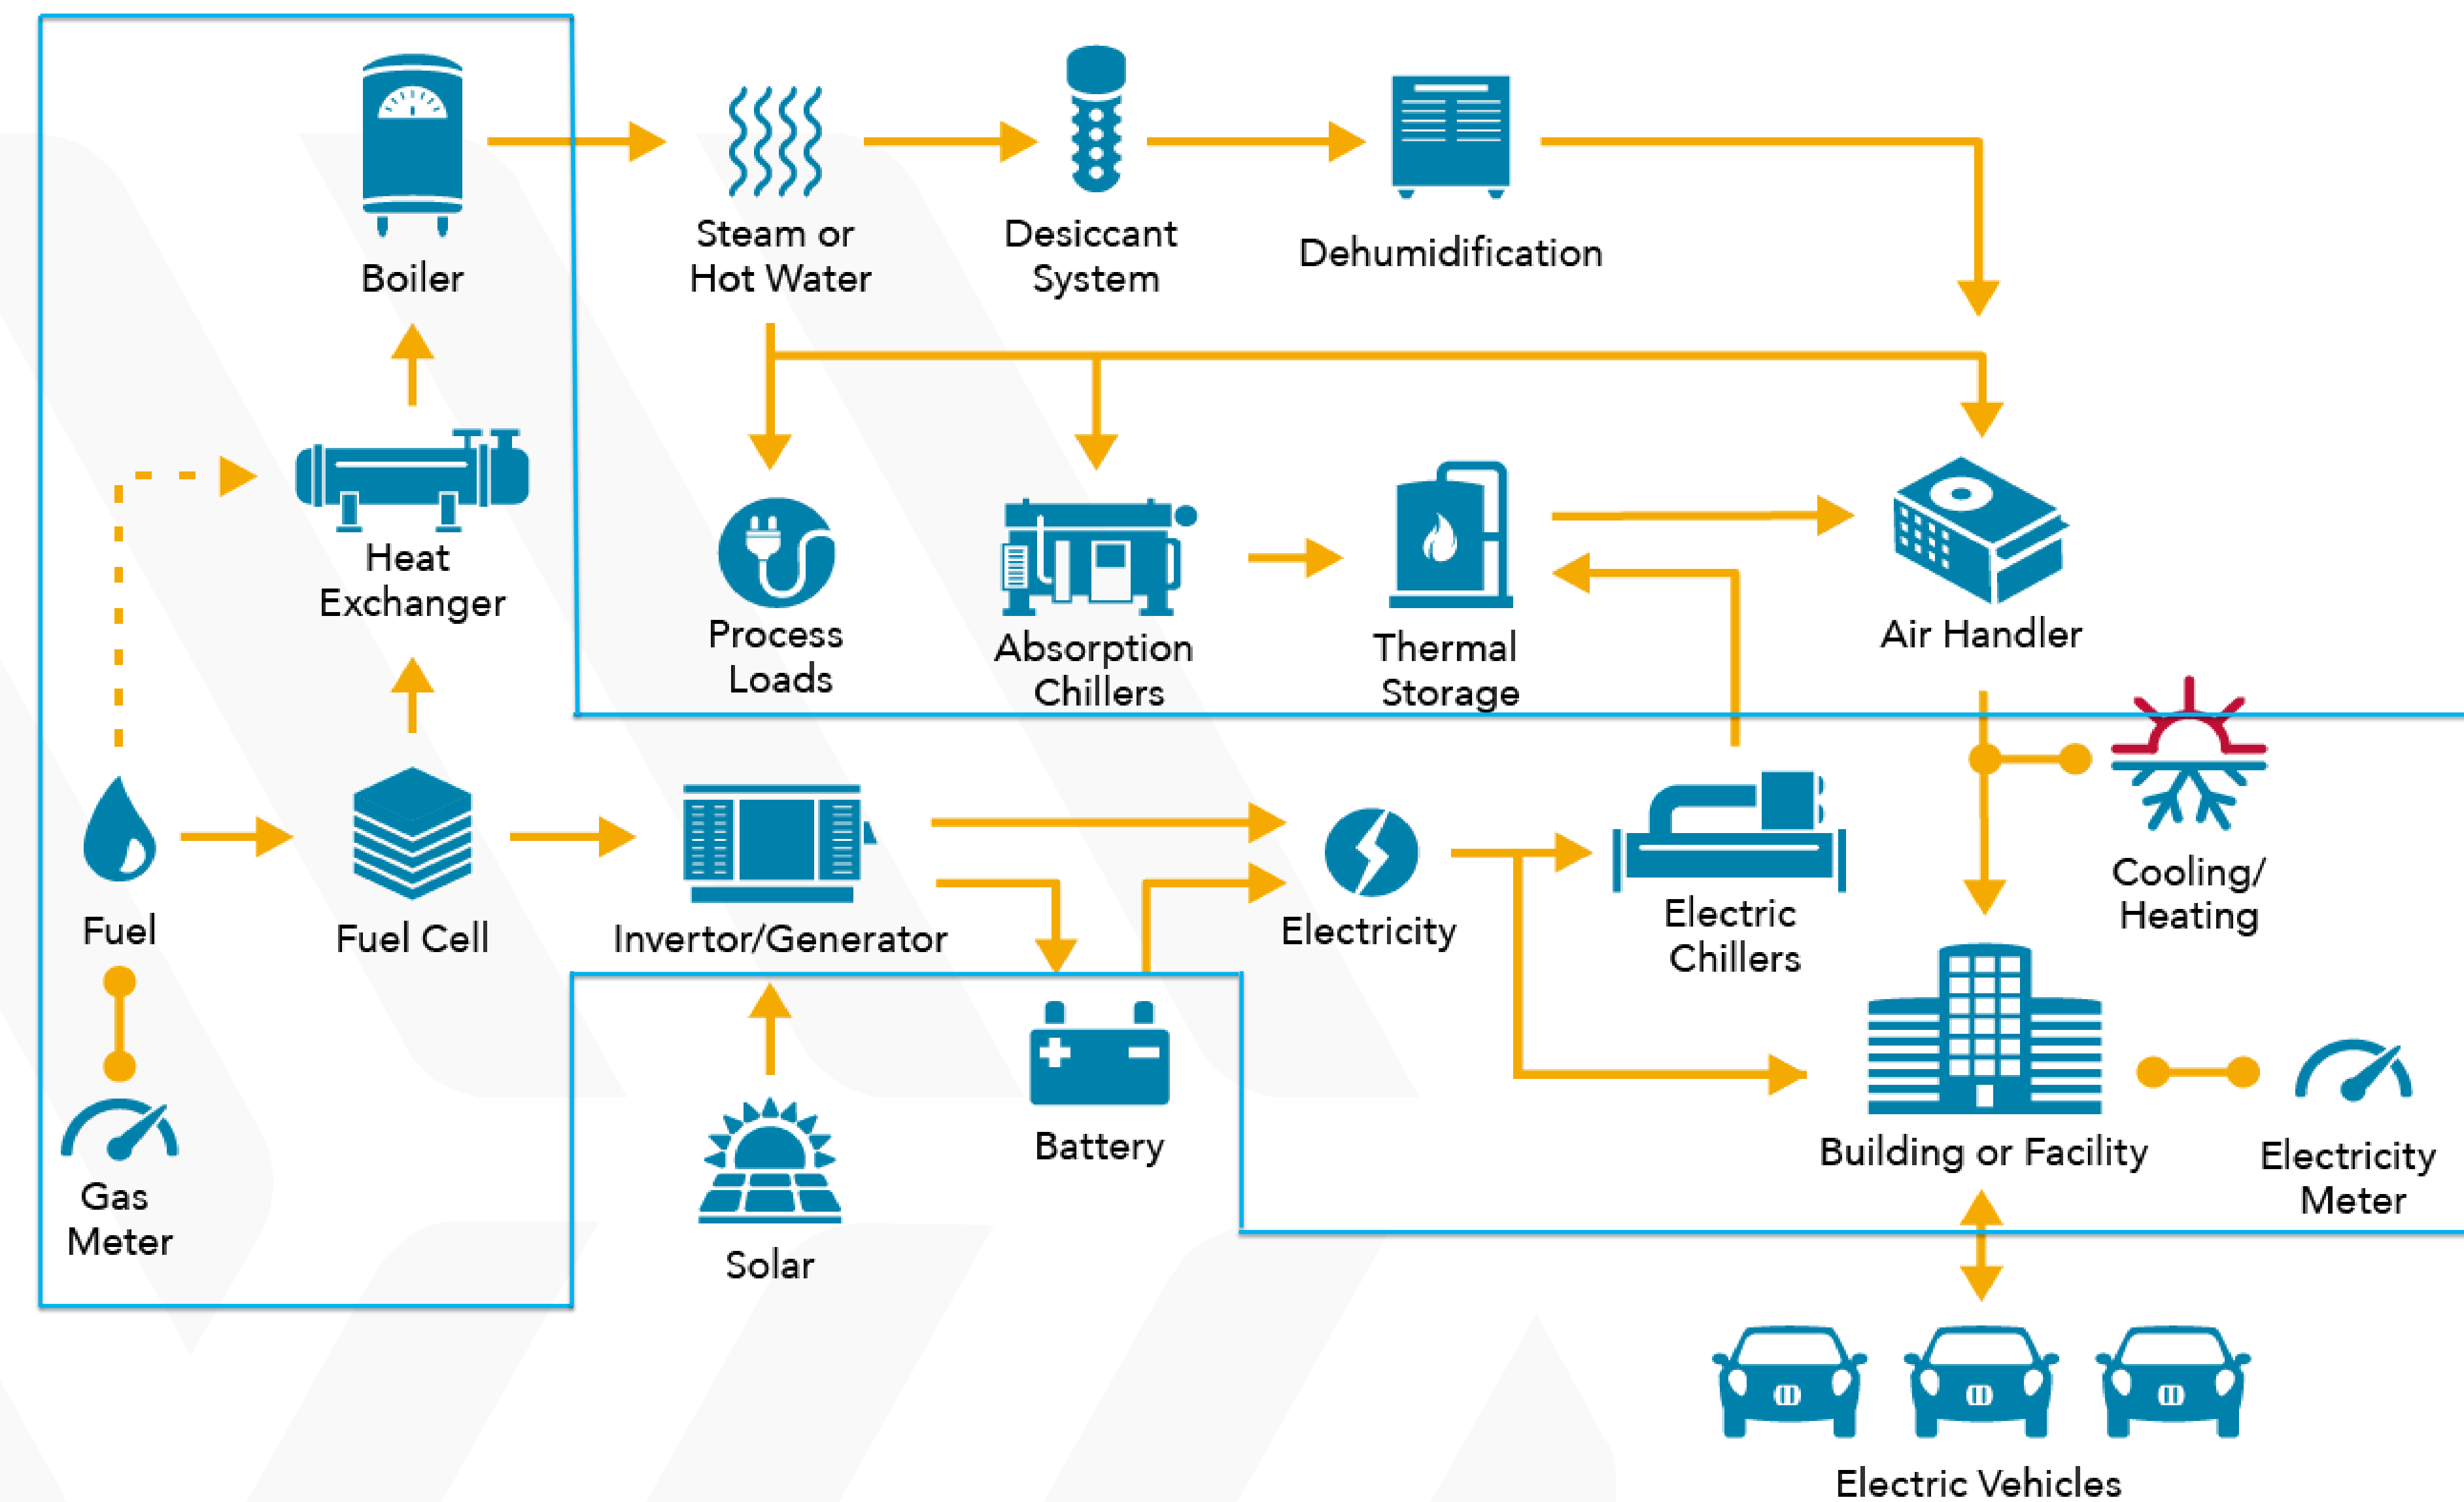 Boiler
Steam or
Hot Water
Desiccant
System
Dehumidification
Heat
Exchanger
Process
Loads
Absorption
Chillers
Thermal
Storage
Air Handler
Fuel
Fuel Cell
Invertor/Generator
Electricity
Electric
Chillers
Cooling/
Heating
Gas
Meter
Solar
Battery
Building or Facility
Electricity
Meter
Electric Vehicles